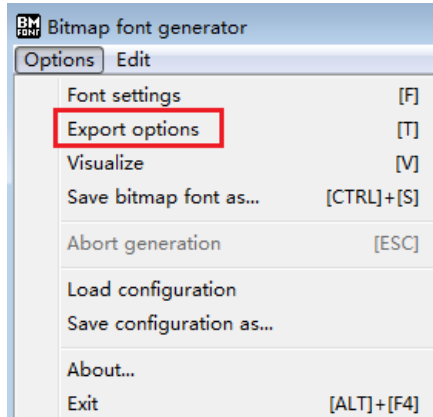 BM FONT Bitmap font generator
Options Edit
Font settings [F]
Export options [T]
Visualize [V]
Save bitmap font as... [CTRL]+[S]
Abort generation [ESC]
Load configuration
Save configuration as...
About...
Exit [ALT]+[F4]